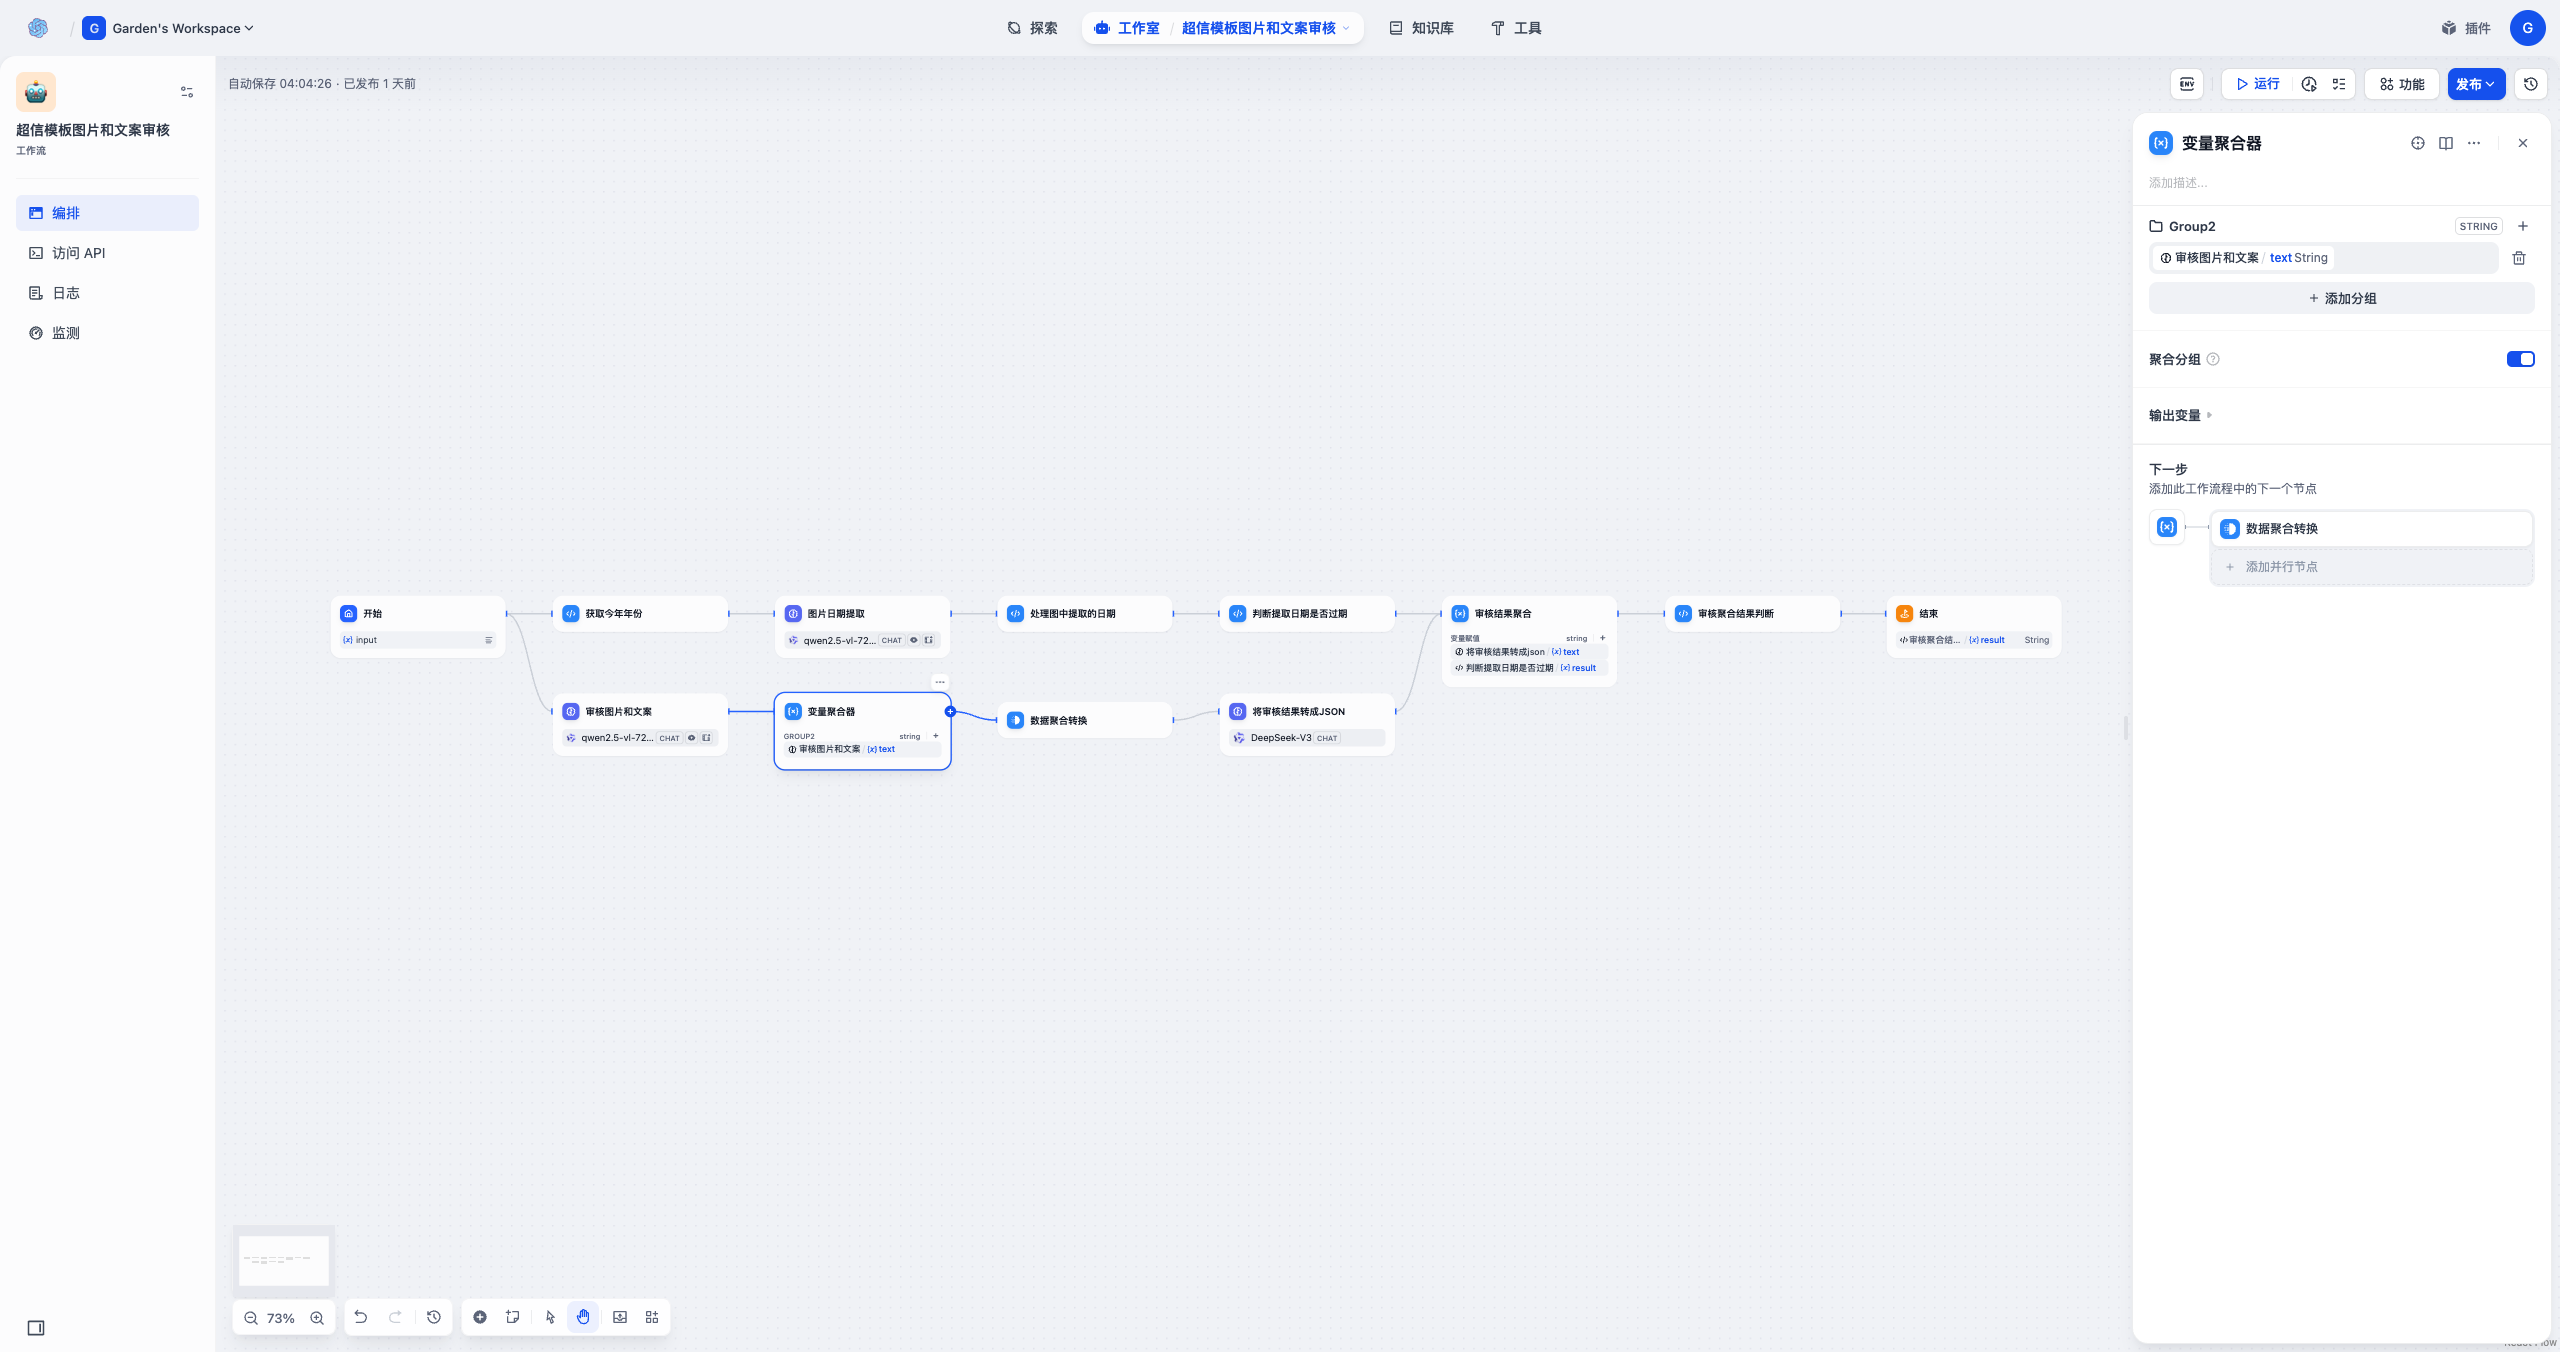 G Garden's Workspace
探索
工作室 / 超信模板图片和文案审核
知识库
工具
插件
G
超信模板图片和文案审核
工作流
编排
访问 API
日志
监测
自动保存 04:04:26 · 已发布 1 天前
ENV
运行
功能
发布
开始
{x} input
获取今年年份
图片日期提取
qwen2.5-vl-72... CHAT
处理图中提取的日期
判断提取日期是否过期
审核结果聚合
变量赋值 string +
将审核结果转成json / {x} text
判断提取日期是否过期 / {x} result
审核聚合结果判断
结束
审核聚合结... / {x} result String
审核图片和文案
qwen2.5-vl-72... CHAT
变量聚合器
GROUP2 string +
审核图片和文案 / {x} text
数据聚合转换
将审核结果转成JSON
DeepSeek-V3 CHAT
73%
变量聚合器
添加描述...
Group2 STRING +
审核图片和文案 / text String
+ 添加分组
聚合分组
输出变量
下一步
添加此工作流程中的下一个节点
数据聚合转换
+ 添加并行节点